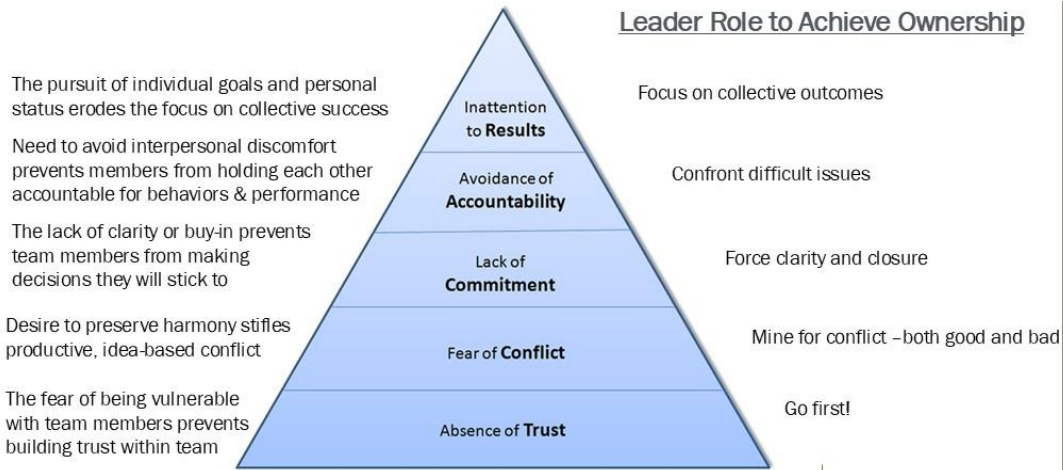 Leader Role to Achieve Ownership
The pursuit of individual goals and personal
status erodes the focus on collective success
Inattention
to Results
Focus on collective outcomes
Need to avoid interpersonal discomfort
prevents members from holding each other
accountable for behaviors & performance
Avoidance of
Accountability
Confront difficult issues
The lack of clarity or buy-in prevents
team members from making
decisions they will stick to
Lack of
Commitment
Force clarity and closure
Desire to preserve harmony stifles
productive, idea-based conflict
Fear of Conflict
Mine for conflict –both good and bad
The fear of being vulnerable
with team members prevents
building trust within team
Absence of Trust
Go first!